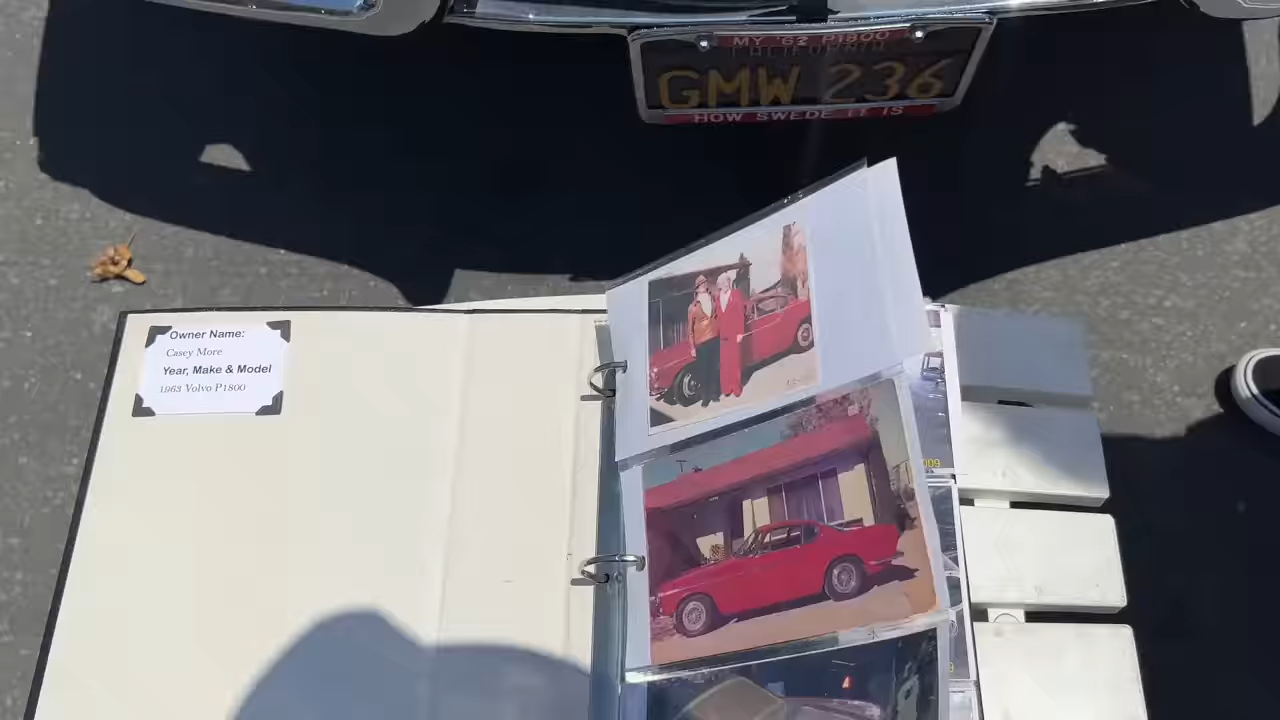 MY '62 P1800
CALIFORNIA
GMW 236
HOW SWEDE IT IS
Owner Name:
Casey More
Year, Make & Model
1963 Volvo P1800